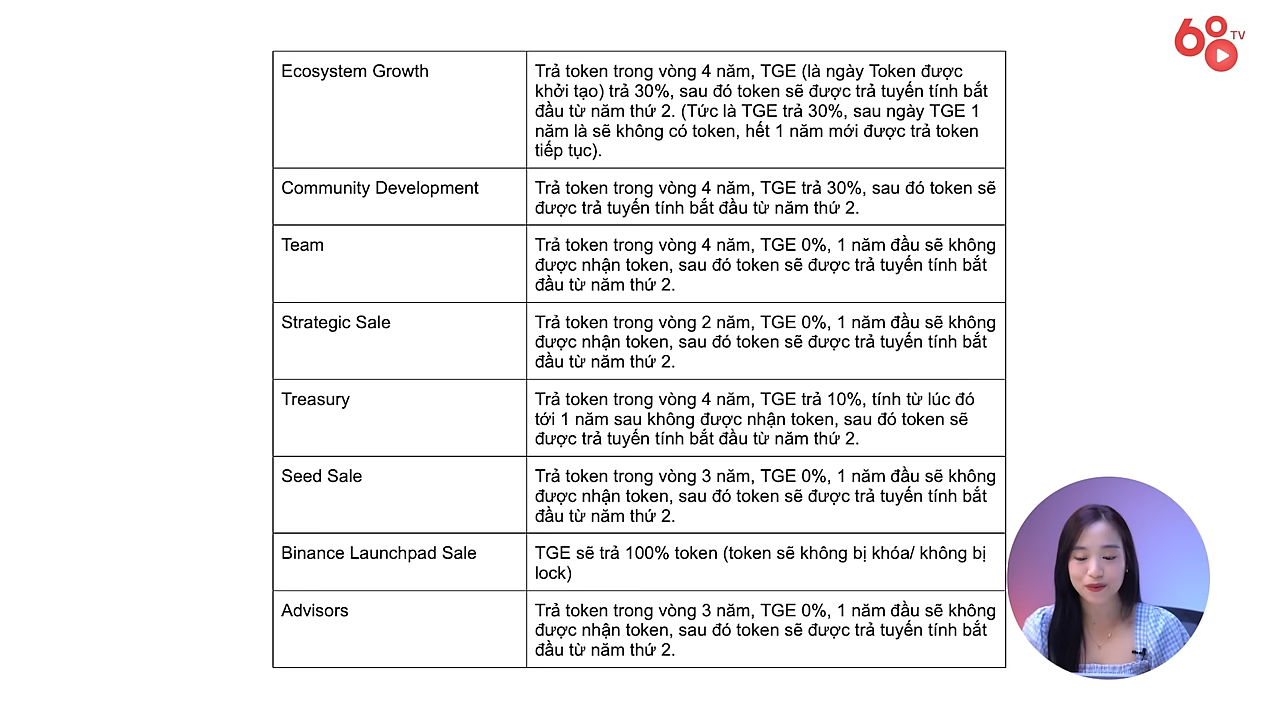 68 TV
Ecosystem Growth
Trả token trong vòng 4 năm, TGE (là ngày Token được
khởi tạo) trả 30%, sau đó token sẽ được trả tuyến tính bắt
đầu từ năm thứ 2. (Tức là TGE trả 30%, sau ngày TGE 1
năm là sẽ không có token, hết 1 năm mới được trả token
tiếp tục).
Community Development
Trả token trong vòng 4 năm, TGE trả 30%, sau đó token sẽ
được trả tuyến tính bắt đầu từ năm thứ 2.
Team
Trả token trong vòng 4 năm, TGE 0%, 1 năm đầu sẽ không
được nhận token, sau đó token sẽ được trả tuyến tính bắt
đầu từ năm thứ 2.
Strategic Sale
Trả token trong vòng 2 năm, TGE 0%, 1 năm đầu sẽ không
được nhận token, sau đó token sẽ được trả tuyến tính bắt
đầu từ năm thứ 2.
Treasury
Trả token trong vòng 4 năm, TGE trả 10%, tính từ lúc đó
tới 1 năm sau không được nhận token, sau đó token sẽ
được trả tuyến tính bắt đầu từ năm thứ 2.
Seed Sale
Trả token trong vòng 3 năm, TGE 0%, 1 năm đầu sẽ không
được nhận token, sau đó token sẽ được trả tuyến tính bắt
đầu từ năm thứ 2.
Binance Launchpad Sale
TGE sẽ trả 100% token (token sẽ không bị khóa/ không bị
lock)
Advisors
Trả token trong vòng 3 năm, TGE 0%, 1 năm đầu sẽ không
được nhận token, sau đó token sẽ được trả tuyến tính bắt
đầu từ năm thứ 2.